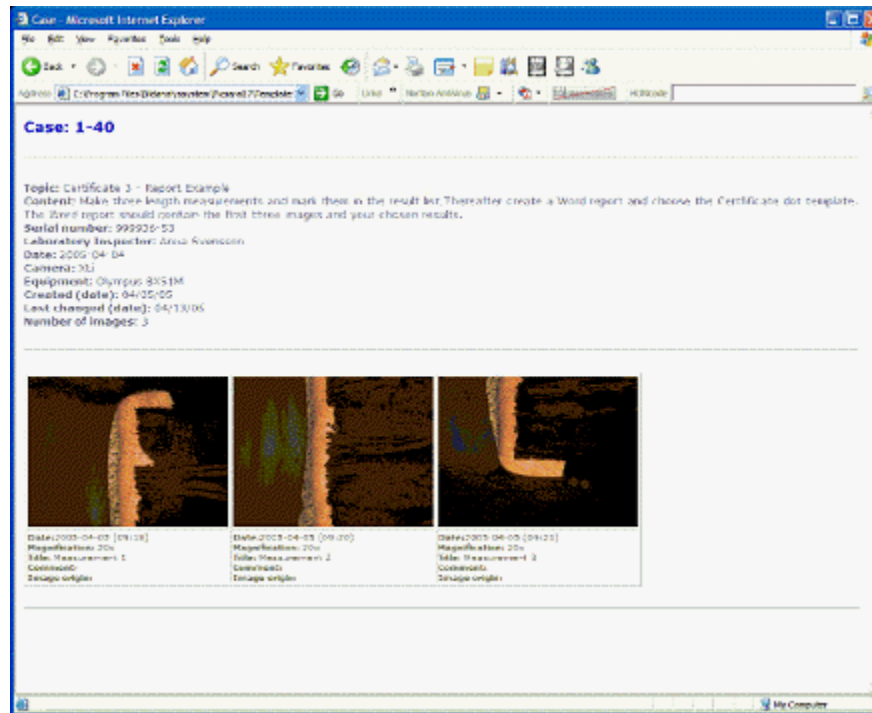 Case - Microsoft Internet Explorer
File Edit View Favorites Tools Help
Back Search Favorites
Address Go Links Norton AntiVirus
Case: 1-40
Topic: Certificate 3 - Report Example
Content: Make three length measurements and mark them in the result list. Thereafter create a Word report and choose the Certificate dot template.
The Word report should contain the first three images and your chosen results.
Serial number: 999936-53
Laboratory Inspector: Anna Svensson
Date: 2005-04-04
Camera: XLi
Equipment: Olympus BX51M
Created (date): 04/05/05
Last changed (date): 04/13/06
Number of images: 3
Date: 2005-04-05 (09:18) Date: 2005-04-05 (09:20) Date: 2005-04-05 (09:21)
Magnification: 20x Magnification: 20x Magnification: 20x
Title: Measurement 1 Title: Measurement 2 Title: Measurement 3
Comment: Comment: Comment:
Image origin: Image origin: Image origin:
My Computer